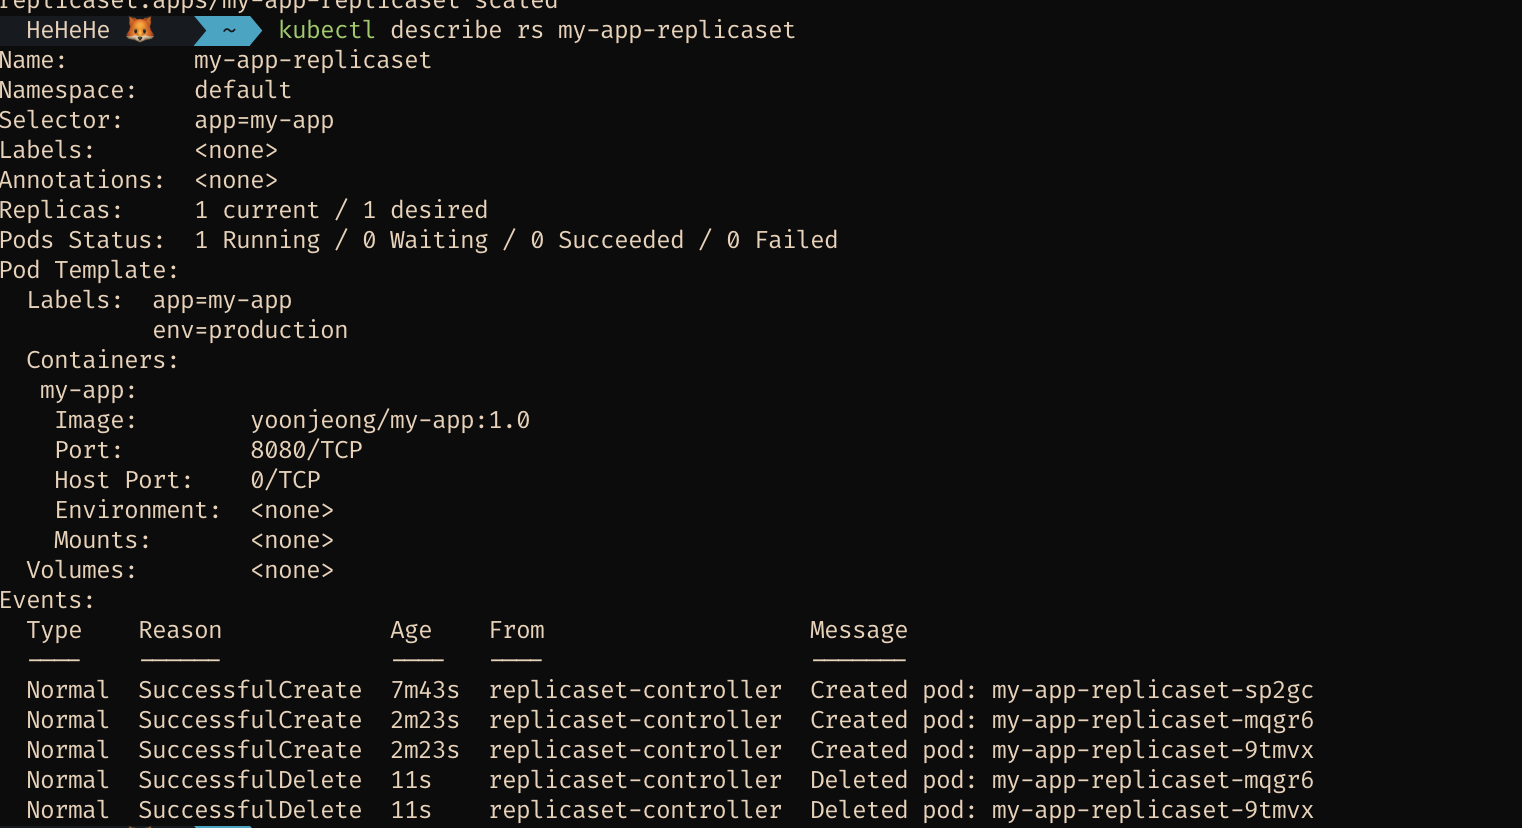 replicaset.apps/my-app-replicaset scaled
HeHeHe 🦊 ~ kubectl describe rs my-app-replicaset
Name:         my-app-replicaset
Namespace:    default
Selector:     app=my-app
Labels:       <none>
Annotations:  <none>
Replicas:     1 current / 1 desired
Pods Status:  1 Running / 0 Waiting / 0 Succeeded / 0 Failed
Pod Template:
  Labels:  app=my-app
           env=production
  Containers:
   my-app:
    Image:        yoonjeong/my-app:1.0
    Port:         8080/TCP
    Host Port:    0/TCP
    Environment:  <none>
    Mounts:       <none>
  Volumes:        <none>
Events:
  Type    Reason            Age    From                   Message
  ----    ------            ----   ----                   -------
  Normal  SuccessfulCreate  7m43s  replicaset-controller  Created pod: my-app-replicaset-sp2gc
  Normal  SuccessfulCreate  2m23s  replicaset-controller  Created pod: my-app-replicaset-mqgr6
  Normal  SuccessfulCreate  2m23s  replicaset-controller  Created pod: my-app-replicaset-9tmvx
  Normal  SuccessfulDelete  11s    replicaset-controller  Deleted pod: my-app-replicaset-mqgr6
  Normal  SuccessfulDelete  11s    replicaset-controller  Deleted pod: my-app-replicaset-9tmvx